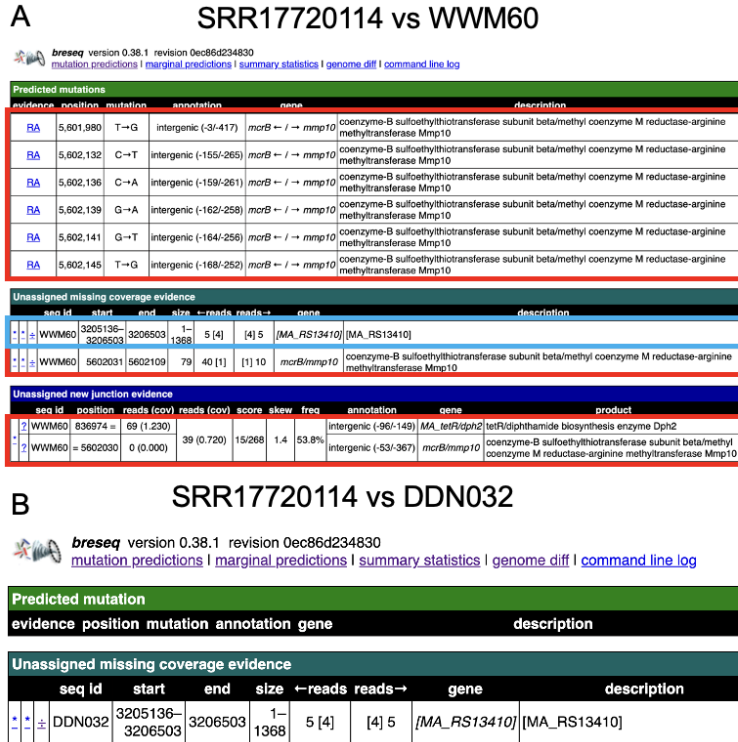 A
SRR17720114 vs WWM60
breseq version 0.38.1 revision 0ec86d234830
mutation predictions | marginal predictions | summary statistics | genome diff | command line log
Predicted mutations
evidence position mutation annotation gene description
RA 5,601,980 T→G intergenic (-3/-417) mcrB ← / → mmp10 coenzyme-B sulfoethylthiotransferase subunit beta/methyl coenzyme M reductase-arginine
methyltransferase Mmp10
RA 5,602,132 C→T intergenic (-155/-265) mcrB ← / → mmp10 coenzyme-B sulfoethylthiotransferase subunit beta/methyl coenzyme M reductase-arginine
methyltransferase Mmp10
RA 5,602,136 C→A intergenic (-159/-261) mcrB ← / → mmp10 coenzyme-B sulfoethylthiotransferase subunit beta/methyl coenzyme M reductase-arginine
methyltransferase Mmp10
RA 5,602,139 G→A intergenic (-162/-258) mcrB ← / → mmp10 coenzyme-B sulfoethylthiotransferase subunit beta/methyl coenzyme M reductase-arginine
methyltransferase Mmp10
RA 5,602,141 G→T intergenic (-164/-256) mcrB ← / → mmp10 coenzyme-B sulfoethylthiotransferase subunit beta/methyl coenzyme M reductase-arginine
methyltransferase Mmp10
RA 5,602,145 T→G intergenic (-168/-252) mcrB ← / → mmp10 coenzyme-B sulfoethylthiotransferase subunit beta/methyl coenzyme M reductase-arginine
methyltransferase Mmp10
Unassigned missing coverage evidence
seq id start end size ←reads reads→ gene description
* * ÷ WWM60 3205136–3206503 3206503 1–1368 5 [4] [4] 5 [MA_RS13410] [MA_RS13410]
* * ÷ WWM60 5602031 5602109 79 40 [1] [1] 10 mcrB/mmp10 coenzyme-B sulfoethylthiotransferase subunit beta/methyl coenzyme M reductase-arginine
methyltransferase Mmp10
Unassigned new junction evidence
seq id position reads (cov) reads (cov) score skew freq annotation gene product
* ? WWM60 836974 = 69 (1.230) 39 (0.720) 15/268 1.4 53.8% intergenic (-96/-149) MA_tetR/dph2 tetR/diphthamide biosynthesis enzyme Dph2
? WWM60 = 5602030 0 (0.000) intergenic (-53/-367) mcrB/mmp10 coenzyme-B sulfoethylthiotransferase subunit beta/methyl
coenzyme M reductase-arginine methyltransferase Mmp10
B
SRR17720114 vs DDN032
breseq version 0.38.1 revision 0ec86d234830
mutation predictions | marginal predictions | summary statistics | genome diff | command line log
Predicted mutation
evidence position mutation annotation gene description
Unassigned missing coverage evidence
seq id start end size ←reads reads→ gene description
* * ÷ DDN032 3205136–3206503 3206503 1–1368 5 [4] [4] 5 [MA_RS13410] [MA_RS13410]